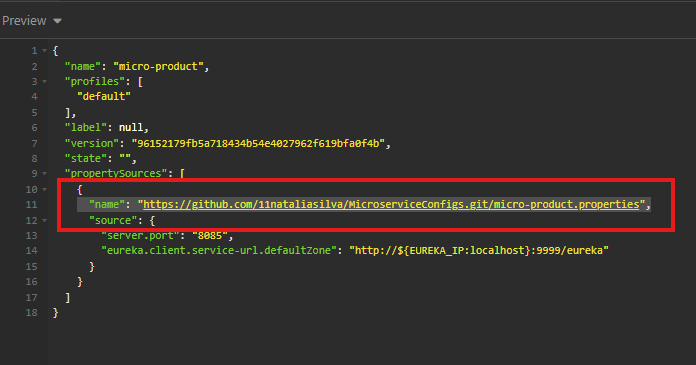 Preview
1 {
2 "name": "micro-product",
3 "profiles": [
4 "default"
5 ],
6 "label": null,
7 "version": "96152179fb5a718434b54e4027962f619bfa0f4b",
8 "state": "",
9 "propertySources": [
10 {
11 "name": "https://github.com/11nataliasilva/MicroserviceConfigs.git/micro-product.properties",
12 "source": {
13 "server.port": "8085",
14 "eureka.client.service-url.defaultZone": "http://${EUREKA_IP:localhost}:9999/eureka"
15 }
16 }
17 ]
18 }